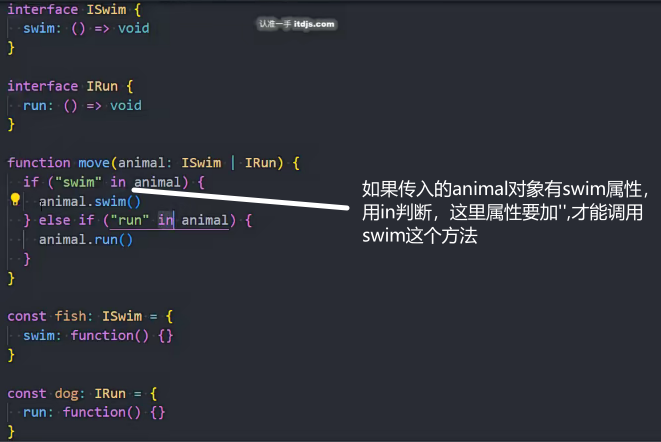 interface ISwim {
swim: () => void
}
认准一手 itdjs.com
interface IRun {
run: () => void
}
function move(animal: ISwim | IRun) {
if ("swim" in animal) {
animal.swim()
} else if ("run" in animal) {
animal.run()
}
}
如果传入的animal对象有swim属性，
用in判断，这里属性要加'',才能调用
swim这个方法
const fish: ISwim = {
swim: function() {}
}
const dog: IRun = {
run: function() {}
}